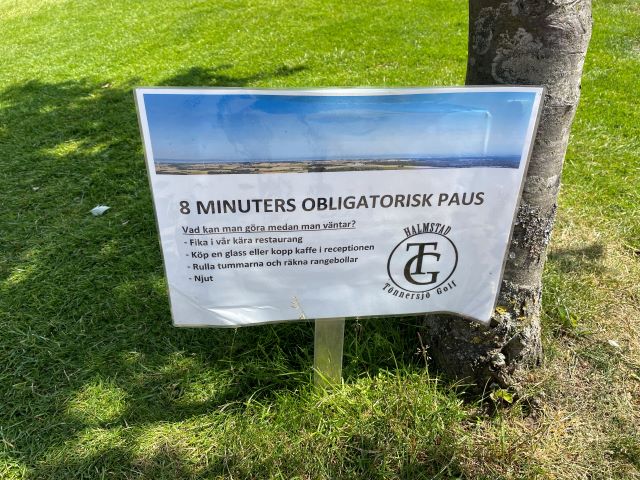 8 MINUTERS OBLIGATORISK PAUS
Vad kan man göra medan man väntar?
- Fika i vår kära restaurang
- Köp en glass eller kopp kaffe i receptionen
- Rulla tummarna och räkna rangebollar
- Njut
HALMSTAD
TG
Tönnersjö Golf